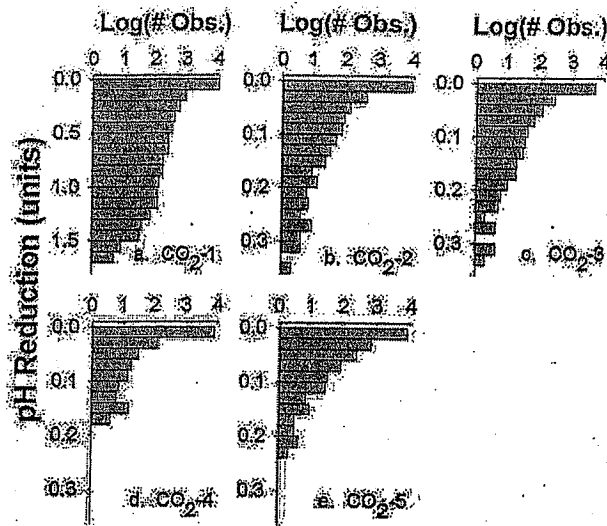 Log(# Obs.) Log(# Obs.) Log(# Obs.)
0 1 2 3 4 0 1 2 3 4 0 1 2 3 4
0.0 0.0 0.0
0.5 0.1 0.1
1.0 0.2 0.2
1.5 0.3 0.3
a. CO2-1 b. CO2-2 c. CO2-3
pH Reduction (units)
0 1 2 3 4 0 1 2 3 4
0.0 0.0
0.1 0.1
0.2 0.2
0.3 0.3
d. CO2-4 e. CO2-5